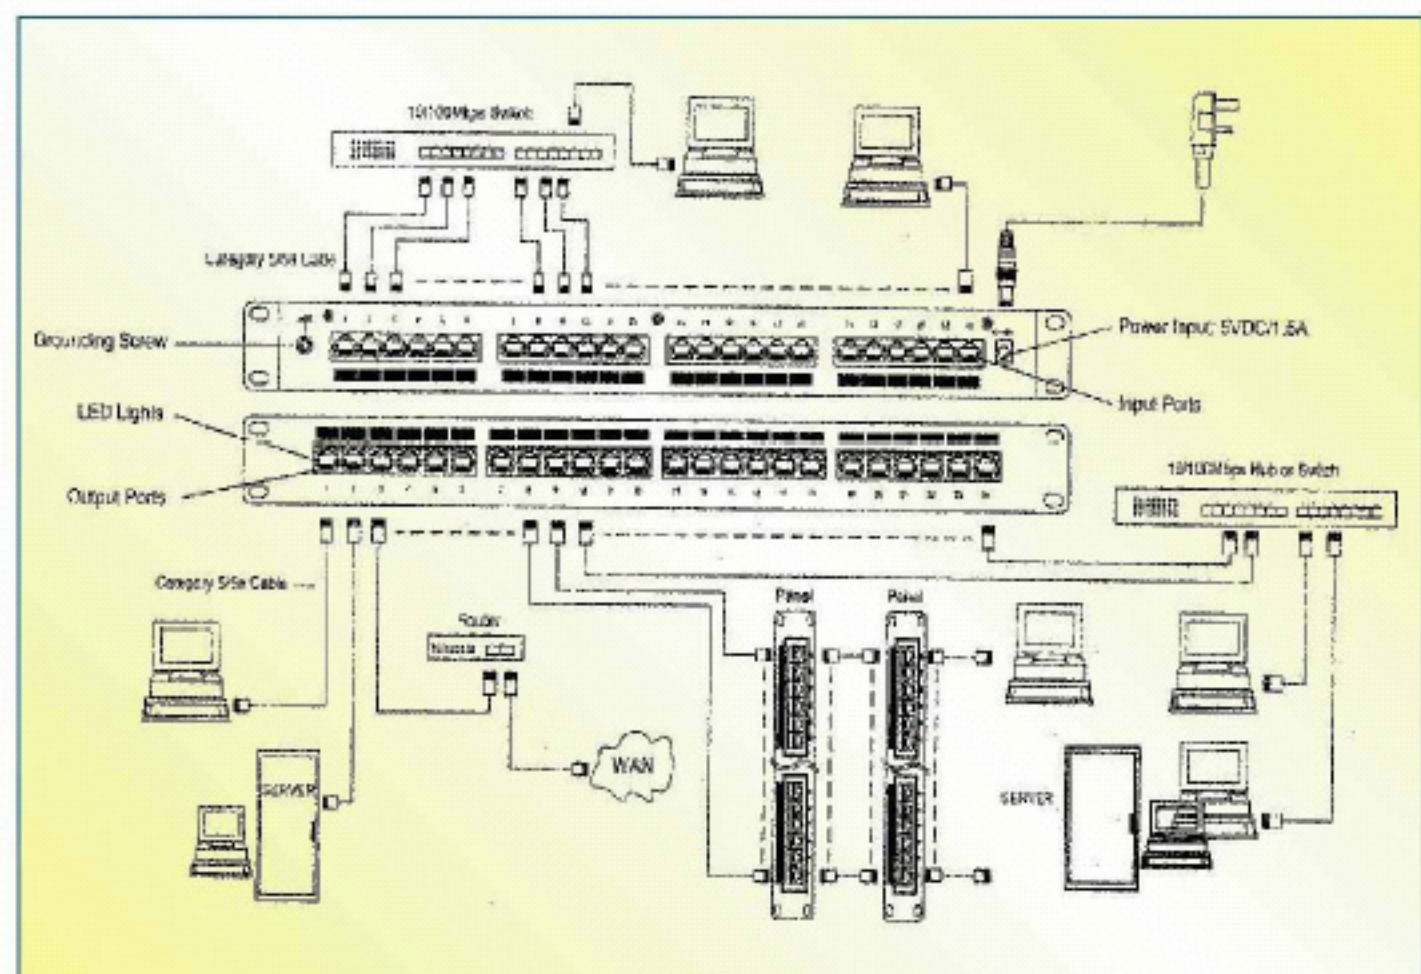 10/100Mbps Switch
Category 5/5e Cable
Grounding Screw
Power Input: 5VDC/1.5A
LED Lights
Input Ports
Output Ports
10/100Mbps Hub or Switch
Category 5/5e Cable
Panel
Panel
Router
WAN
SERVER
SERVER